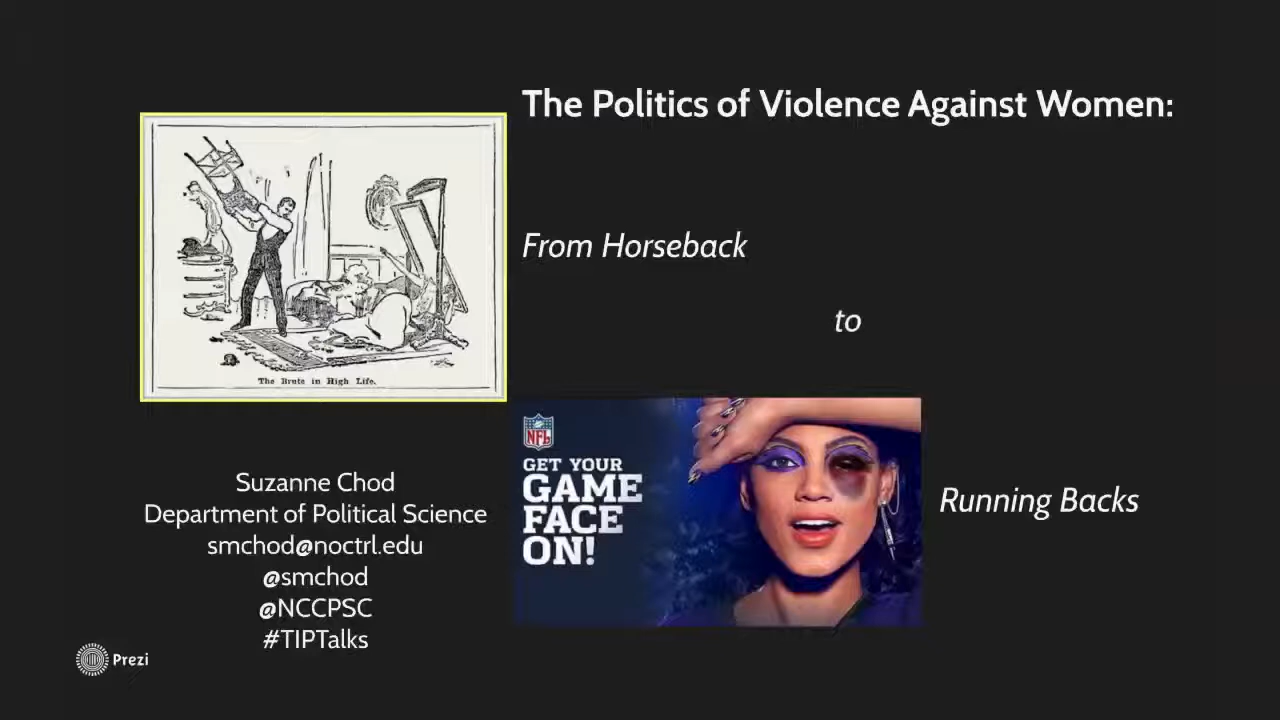 The Politics of Violence Against Women:
The Brute in High Life.
From Horseback
to
NFL
GET YOUR
GAME
FACE
ON!
Running Backs
Suzanne Chod
Department of Political Science
smchod@noctrl.edu
@smchod
@NCCPSC
#TIPTalks
Prezi